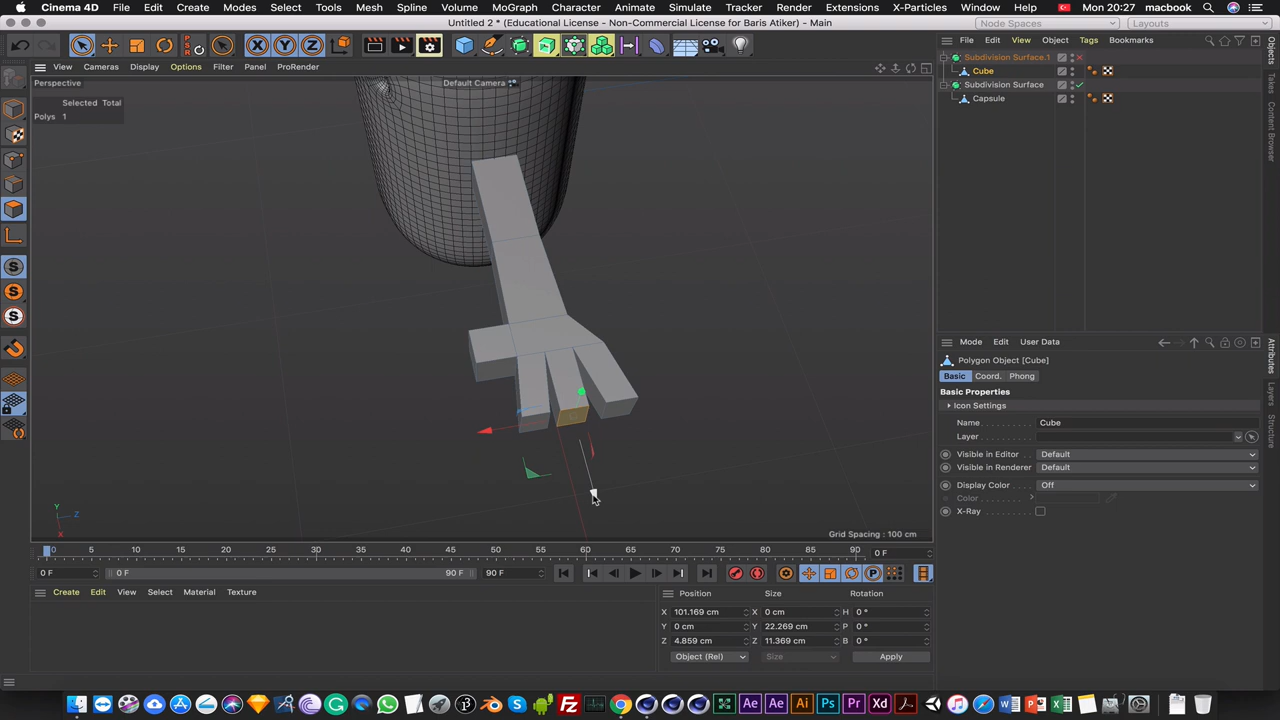 Cinema 4D File Edit Create Modes Select Tools Mesh Spline Volume MoGraph Character Animate Simulate Tracker Render Extensions X-Particles Window Help Mon 20:27 macbook
Untitled 2 * (Educational License - Non-Commercial License for Baris Atiker) - Main
Node Spaces Layouts
File Edit View Object Tags Bookmarks
View Cameras Display Options Filter Panel ProRender
Perspective Default Camera
Subdivision Surface.1
Cube
Subdivision Surface
Capsule
Selected Total
Polys 1
Objects
Takes
Content Browser
Mode Edit User Data
Polygon Object [Cube]
Basic Coord. Phong
Basic Properties
Icon Settings
Name Cube
Layer
Visible in Editor Default
Visible in Renderer Default
Display Color Off
Color
X-Ray
Attributes
Layers
Structure
Y Z X
Grid Spacing : 100 cm
0 5 10 15 20 25 30 35 40 45 50 55 60 65 70 75 80 85 90 0 F
0 F 0 F 90 F 90 F
Create Edit View Select Material Texture
Position Size Rotation
X 101.169 cm X 0 cm H 0 °
Y 0 cm Y 22.269 cm P 0 °
Z 4.859 cm Z 11.369 cm B 0 °
Object (Rel) Size Apply